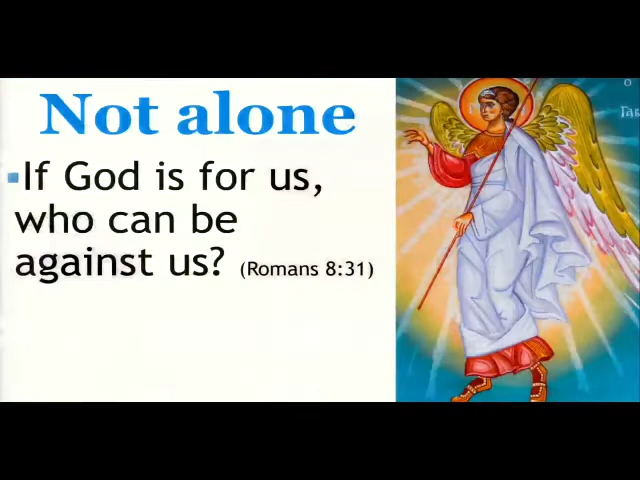 Not alone
If God is for us,
who can be
against us? (Romans 8:31)